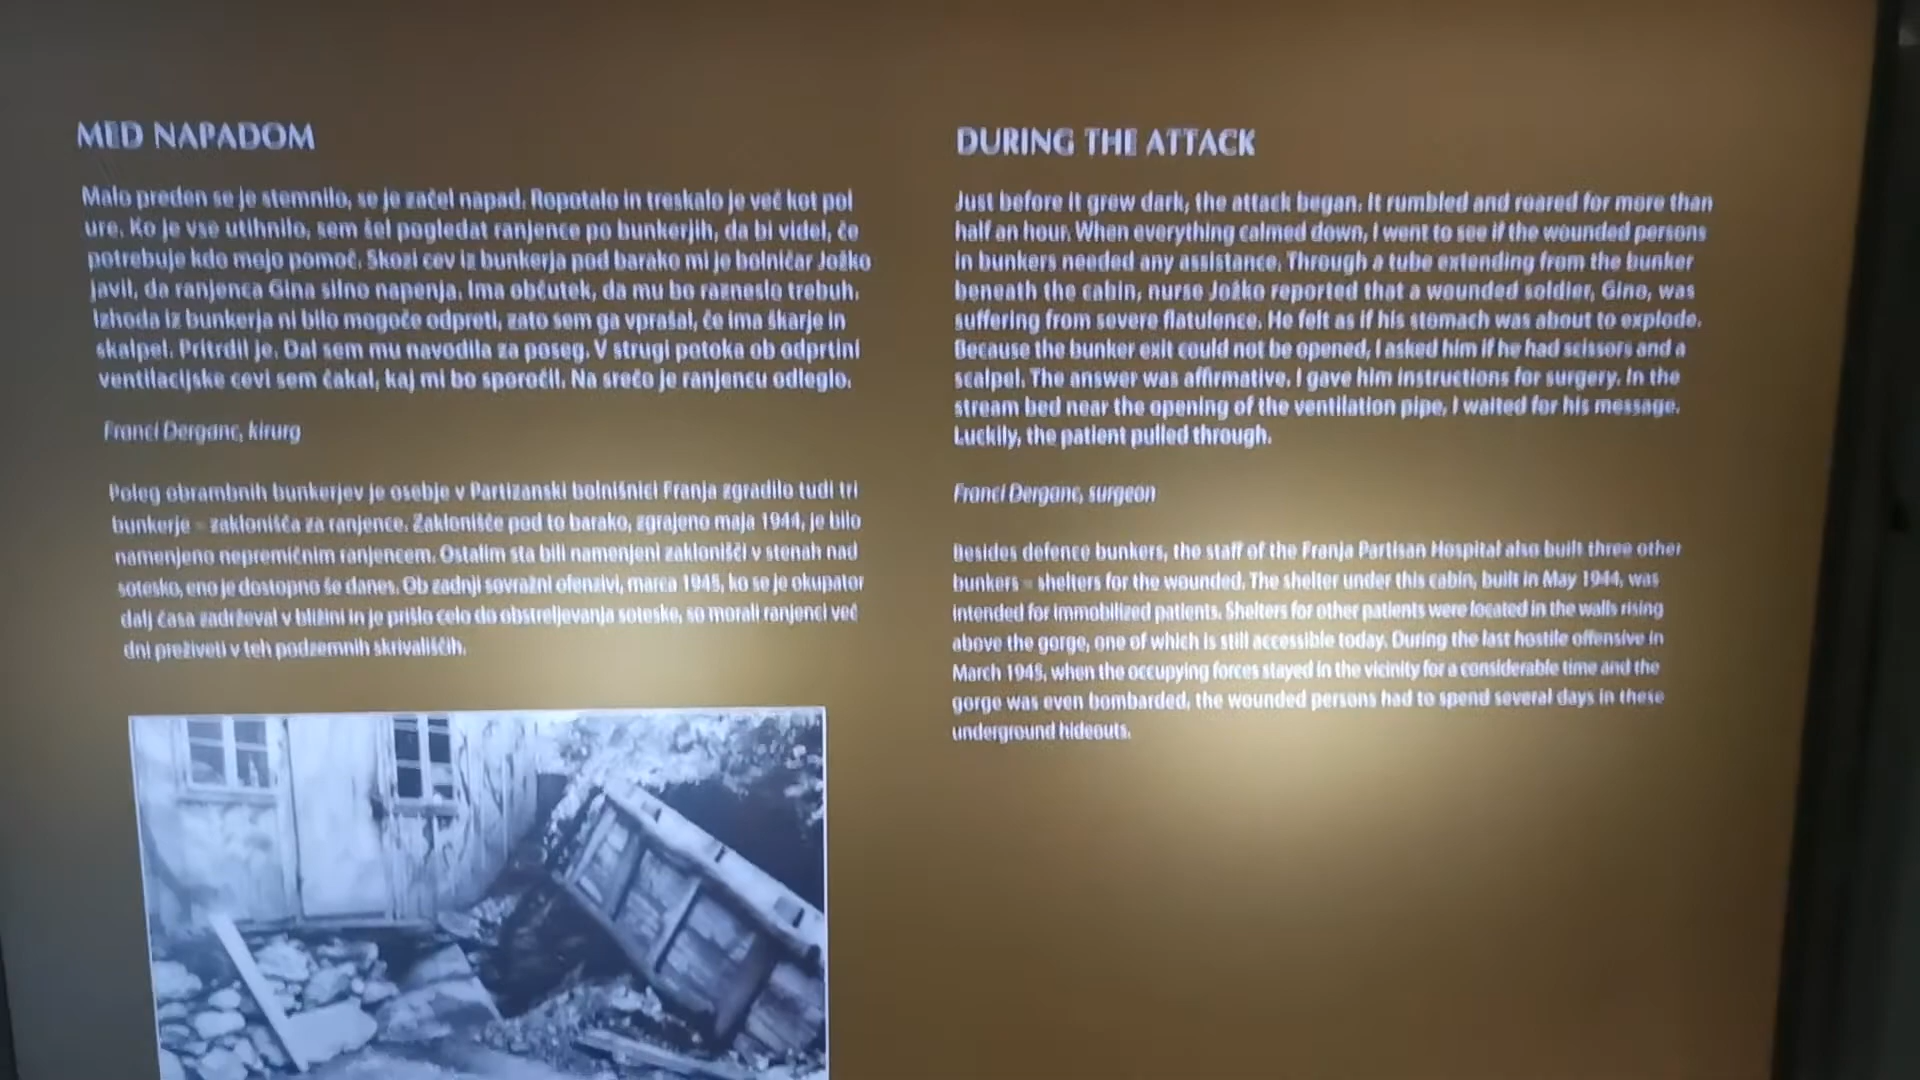 MED NAPADOM
Malo preden se je stemnilo, se je začel napad. Ropotalo in treskalo je več kot pol
ure. Ko je vse utihnilo, sem šel pogledat ranjence po bunkerjih, da bi videl, če
potrebuje kdo mojo pomoč. Skozi cev iz bunkerja pod barako mi je bolničar Joško
javil, da ranjenca Gina silno napenja. Ima občutek, da mu bo razneslo trebuh.
Izhoda iz bunkerja ni bilo mogoče odpreti, zato sem ga vprašal, če ima škarje in
skalpel. Pritrdil je. Dal sem mu navodila za poseg. V strugi potoka ob odprtini
ventilacijske cevi sem čakal, kaj mi bo sporočil. Na srečo je ranjencu odleglo.
Franci Derganc, kirurg
Poleg obrambnih bunkerjev je osebje v Partizanski bolnišnici Franja zgradilo tudi tri
bunkerje – zaklonišča za ranjence. Zaklonišče pod to barako, zgrajeno maja 1944, je bilo
namenjeno nepremičnim ranjencem. Ostalim sta bili namenjeni zaklonišči v stenah nad
sotesko, eno je dostopno še danes. Ob zadnji sovražni ofenzivi, marca 1945, ko se je okupator
dalj časa zadrževal v bližini in je prišlo celo do obstreljevanja soteske, so morali ranjenci več
dni preživeti v teh podzemnih skrivališčih.
DURING THE ATTACK
Just before it grew dark, the attack began. It rumbled and roared for more than
half an hour. When everything calmed down, I went to see if the wounded persons
in bunkers needed any assistance. Through a tube extending from the bunker
beneath the cabin, nurse Joško reported that a wounded soldier, Gino, was
suffering from severe flatulence. He felt as if his stomach was about to explode.
Because the bunker exit could not be opened, I asked him if he had scissors and a
scalpel. The answer was affirmative. I gave him instructions for surgery. In the
stream bed near the opening of the ventilation pipe, I waited for his message.
Luckily, the patient pulled through.
Franci Derganc, surgeon
Besides defence bunkers, the staff of the Franja Partisan Hospital also built three other
bunkers – shelters for the wounded. The shelter under this cabin, built in May 1944, was
intended for immobilized patients. Shelters for other patients were located in the walls rising
above the gorge, one of which is still accessible today. During the last hostile offensive in
March 1945, when the occupying forces stayed in the vicinity for a considerable time and the
gorge was even bombarded, the wounded persons had to spend several days in these
underground hideouts.